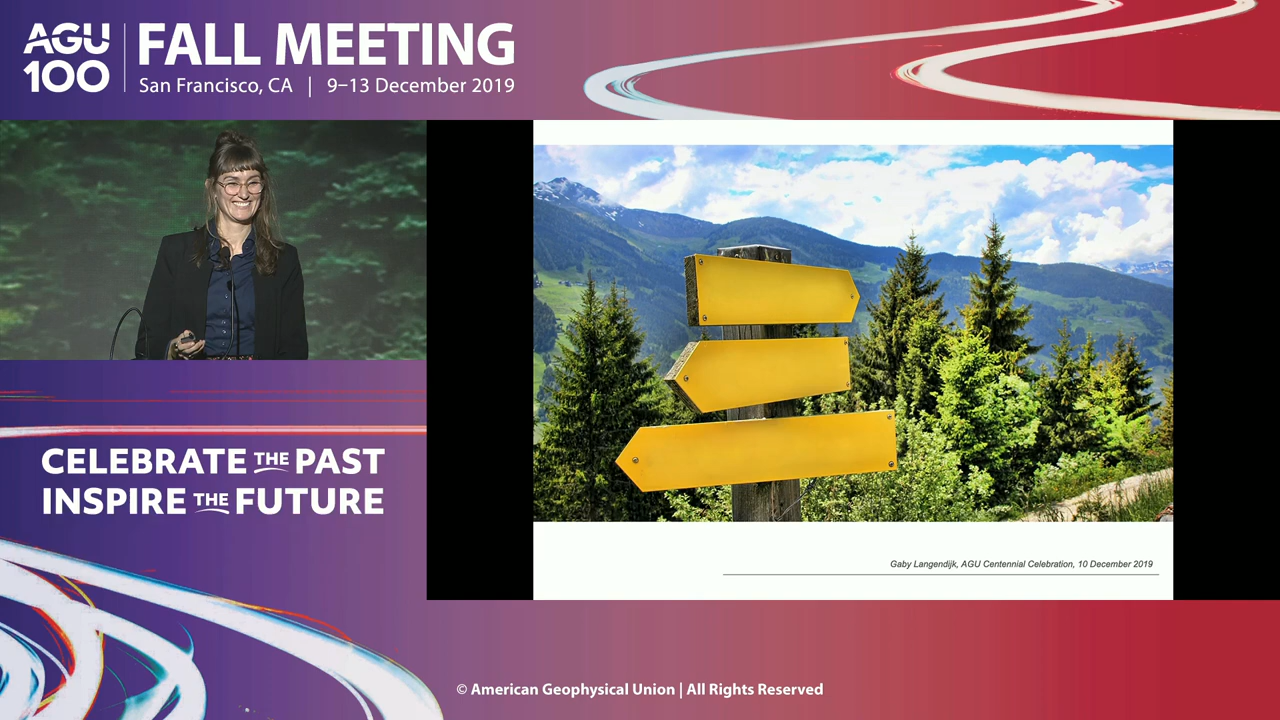 AGU
100
FALL MEETING
San Francisco, CA | 9–13 December 2019
CELEBRATE THE PAST
INSPIRE THE FUTURE
Gaby Langendijk, AGU Centennial Celebration, 10 December 2019
© American Geophysical Union | All Rights Reserved